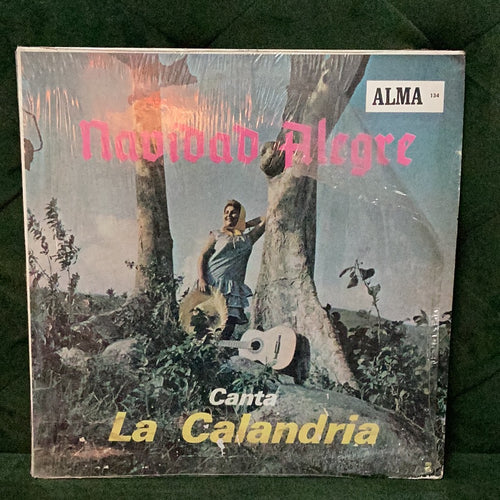 ALMA 134
Navidad Alegre
Canta
La Calandria